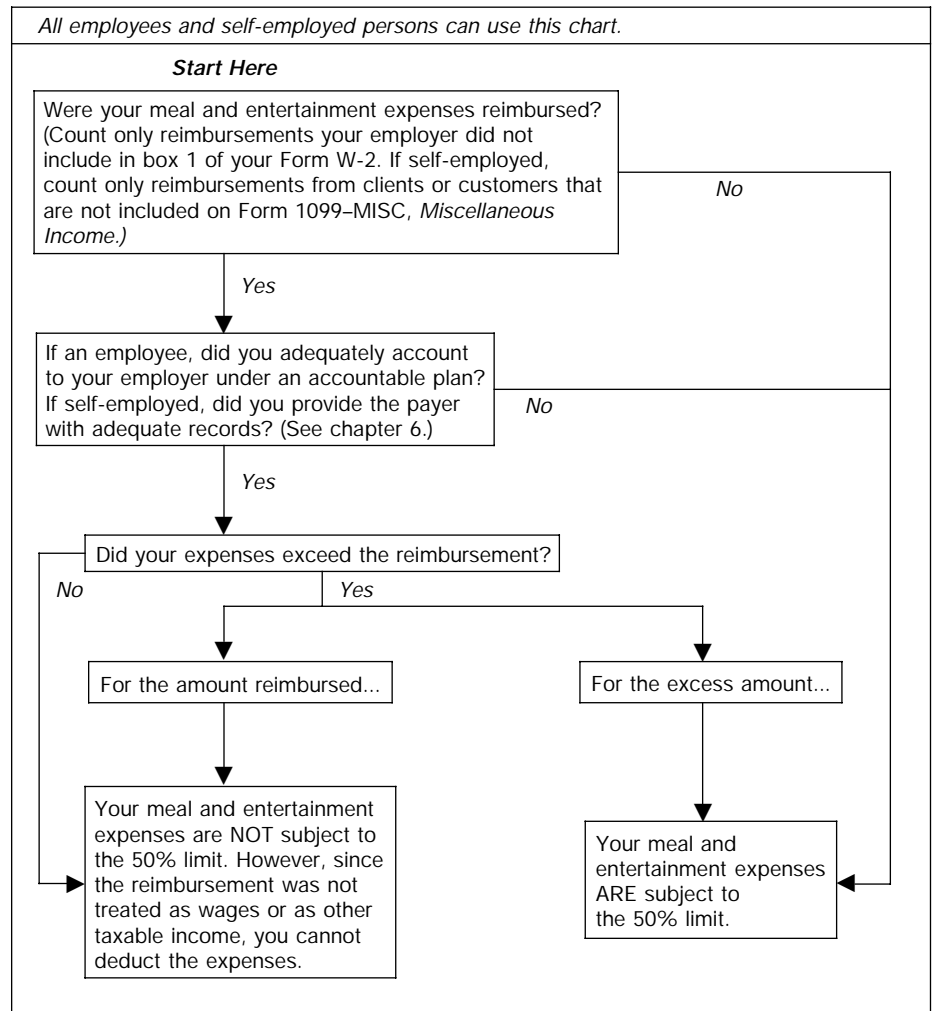 All employees and self-employed persons can use this chart.
Start Here
Were your meal and entertainment expenses reimbursed?
(Count only reimbursements your employer did not
include in box 1 of your Form W-2. If self-employed,
count only reimbursements from clients or customers that
are not included on Form 1099–MISC, Miscellaneous
Income.)
No
Yes
If an employee, did you adequately account
to your employer under an accountable plan?
If self-employed, did you provide the payer
with adequate records? (See chapter 6.)
No
Yes
Did your expenses exceed the reimbursement?
No
Yes
For the amount reimbursed...
For the excess amount...
Your meal and entertainment
expenses are NOT subject to
the 50% limit. However, since
the reimbursement was not
treated as wages or as other
taxable income, you cannot
deduct the expenses.
Your meal and
entertainment expenses
ARE subject to
the 50% limit.